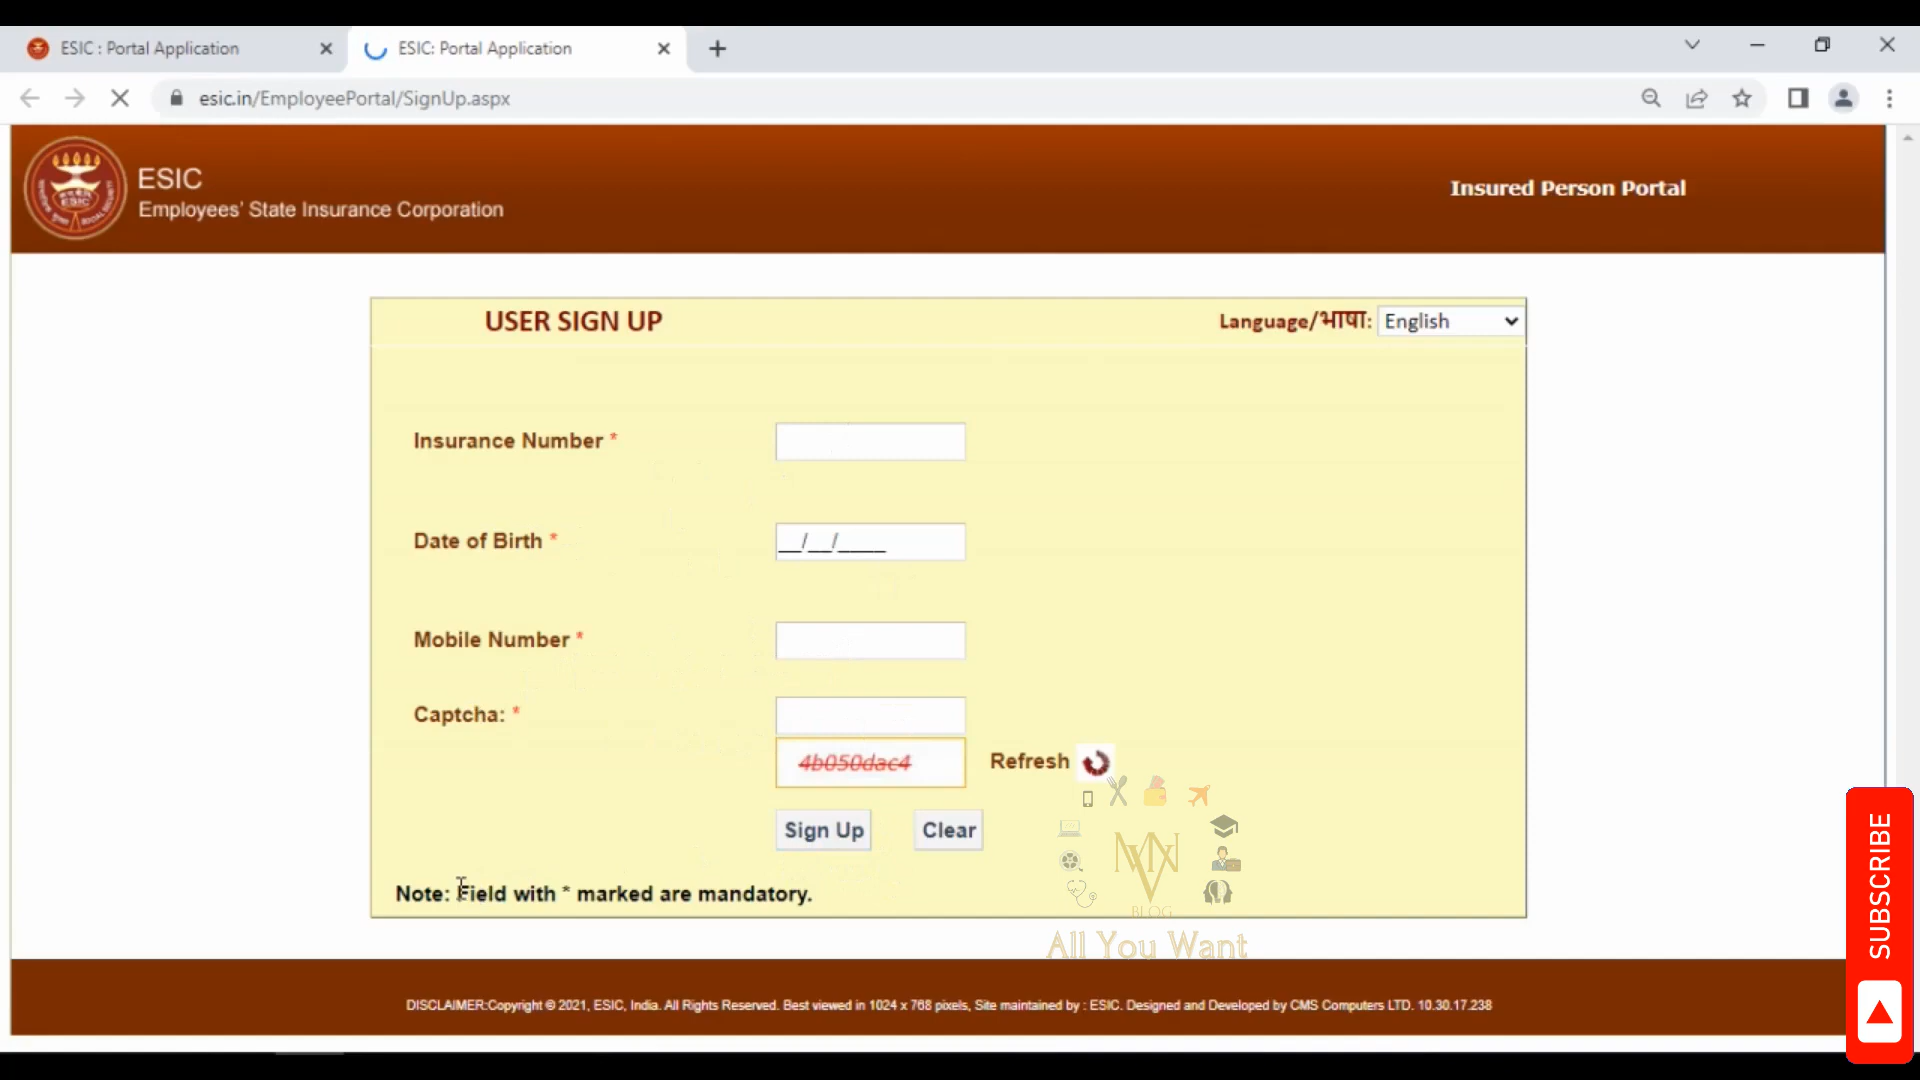 ESIC : Portal Application
ESIC: Portal Application
esic.in/EmployeePortal/SignUp.aspx
ESIC
Employees' State Insurance Corporation
Insured Person Portal
USER SIGN UP
Language/भाषा: English
Insurance Number *
Date of Birth *
__/__/____
Mobile Number *
Captcha: *
4b050dac4
Refresh
Sign Up
Clear
Note: Field with * marked are mandatory.
BLOG
All You Want
SUBSCRIBE
DISCLAIMER:Copyright © 2021, ESIC, India. All Rights Reserved. Best viewed in 1024 x 768 pixels, Site maintained by : ESIC. Designed and Developed by CMS Computers LTD. 10.30.17.238